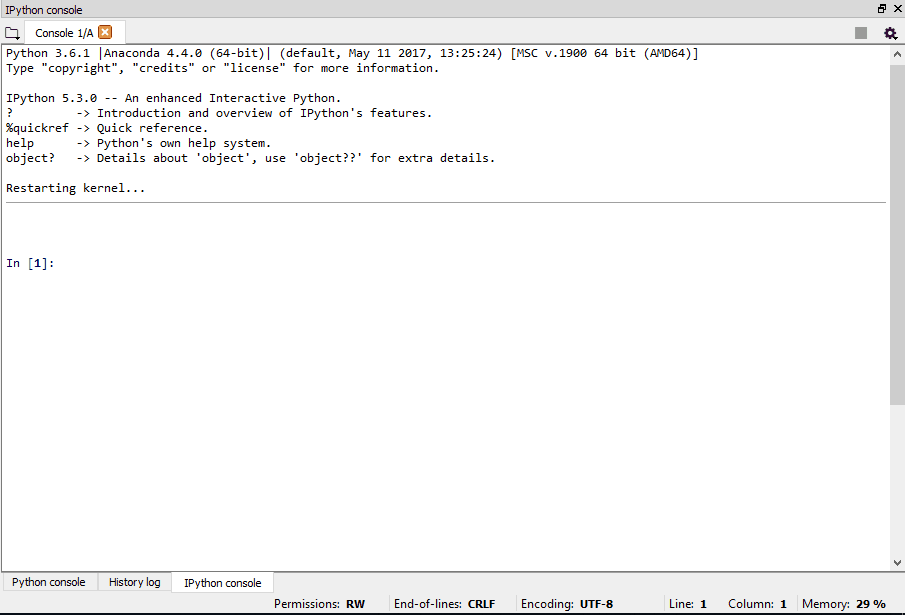 IPython console
Console 1/A
Python 3.6.1 |Anaconda 4.4.0 (64-bit)| (default, May 11 2017, 13:25:24) [MSC v.1900 64 bit (AMD64)]
Type "copyright", "credits" or "license" for more information.
IPython 5.3.0 -- An enhanced Interactive Python.
?         -> Introduction and overview of IPython's features.
%quickref -> Quick reference.
help      -> Python's own help system.
object?   -> Details about 'object', use 'object??' for extra details.
Restarting kernel...
In [1]:
Python console History log IPython console
Permissions: RW End-of-lines: CRLF Encoding: UTF-8 Line: 1 Column: 1 Memory: 29 %